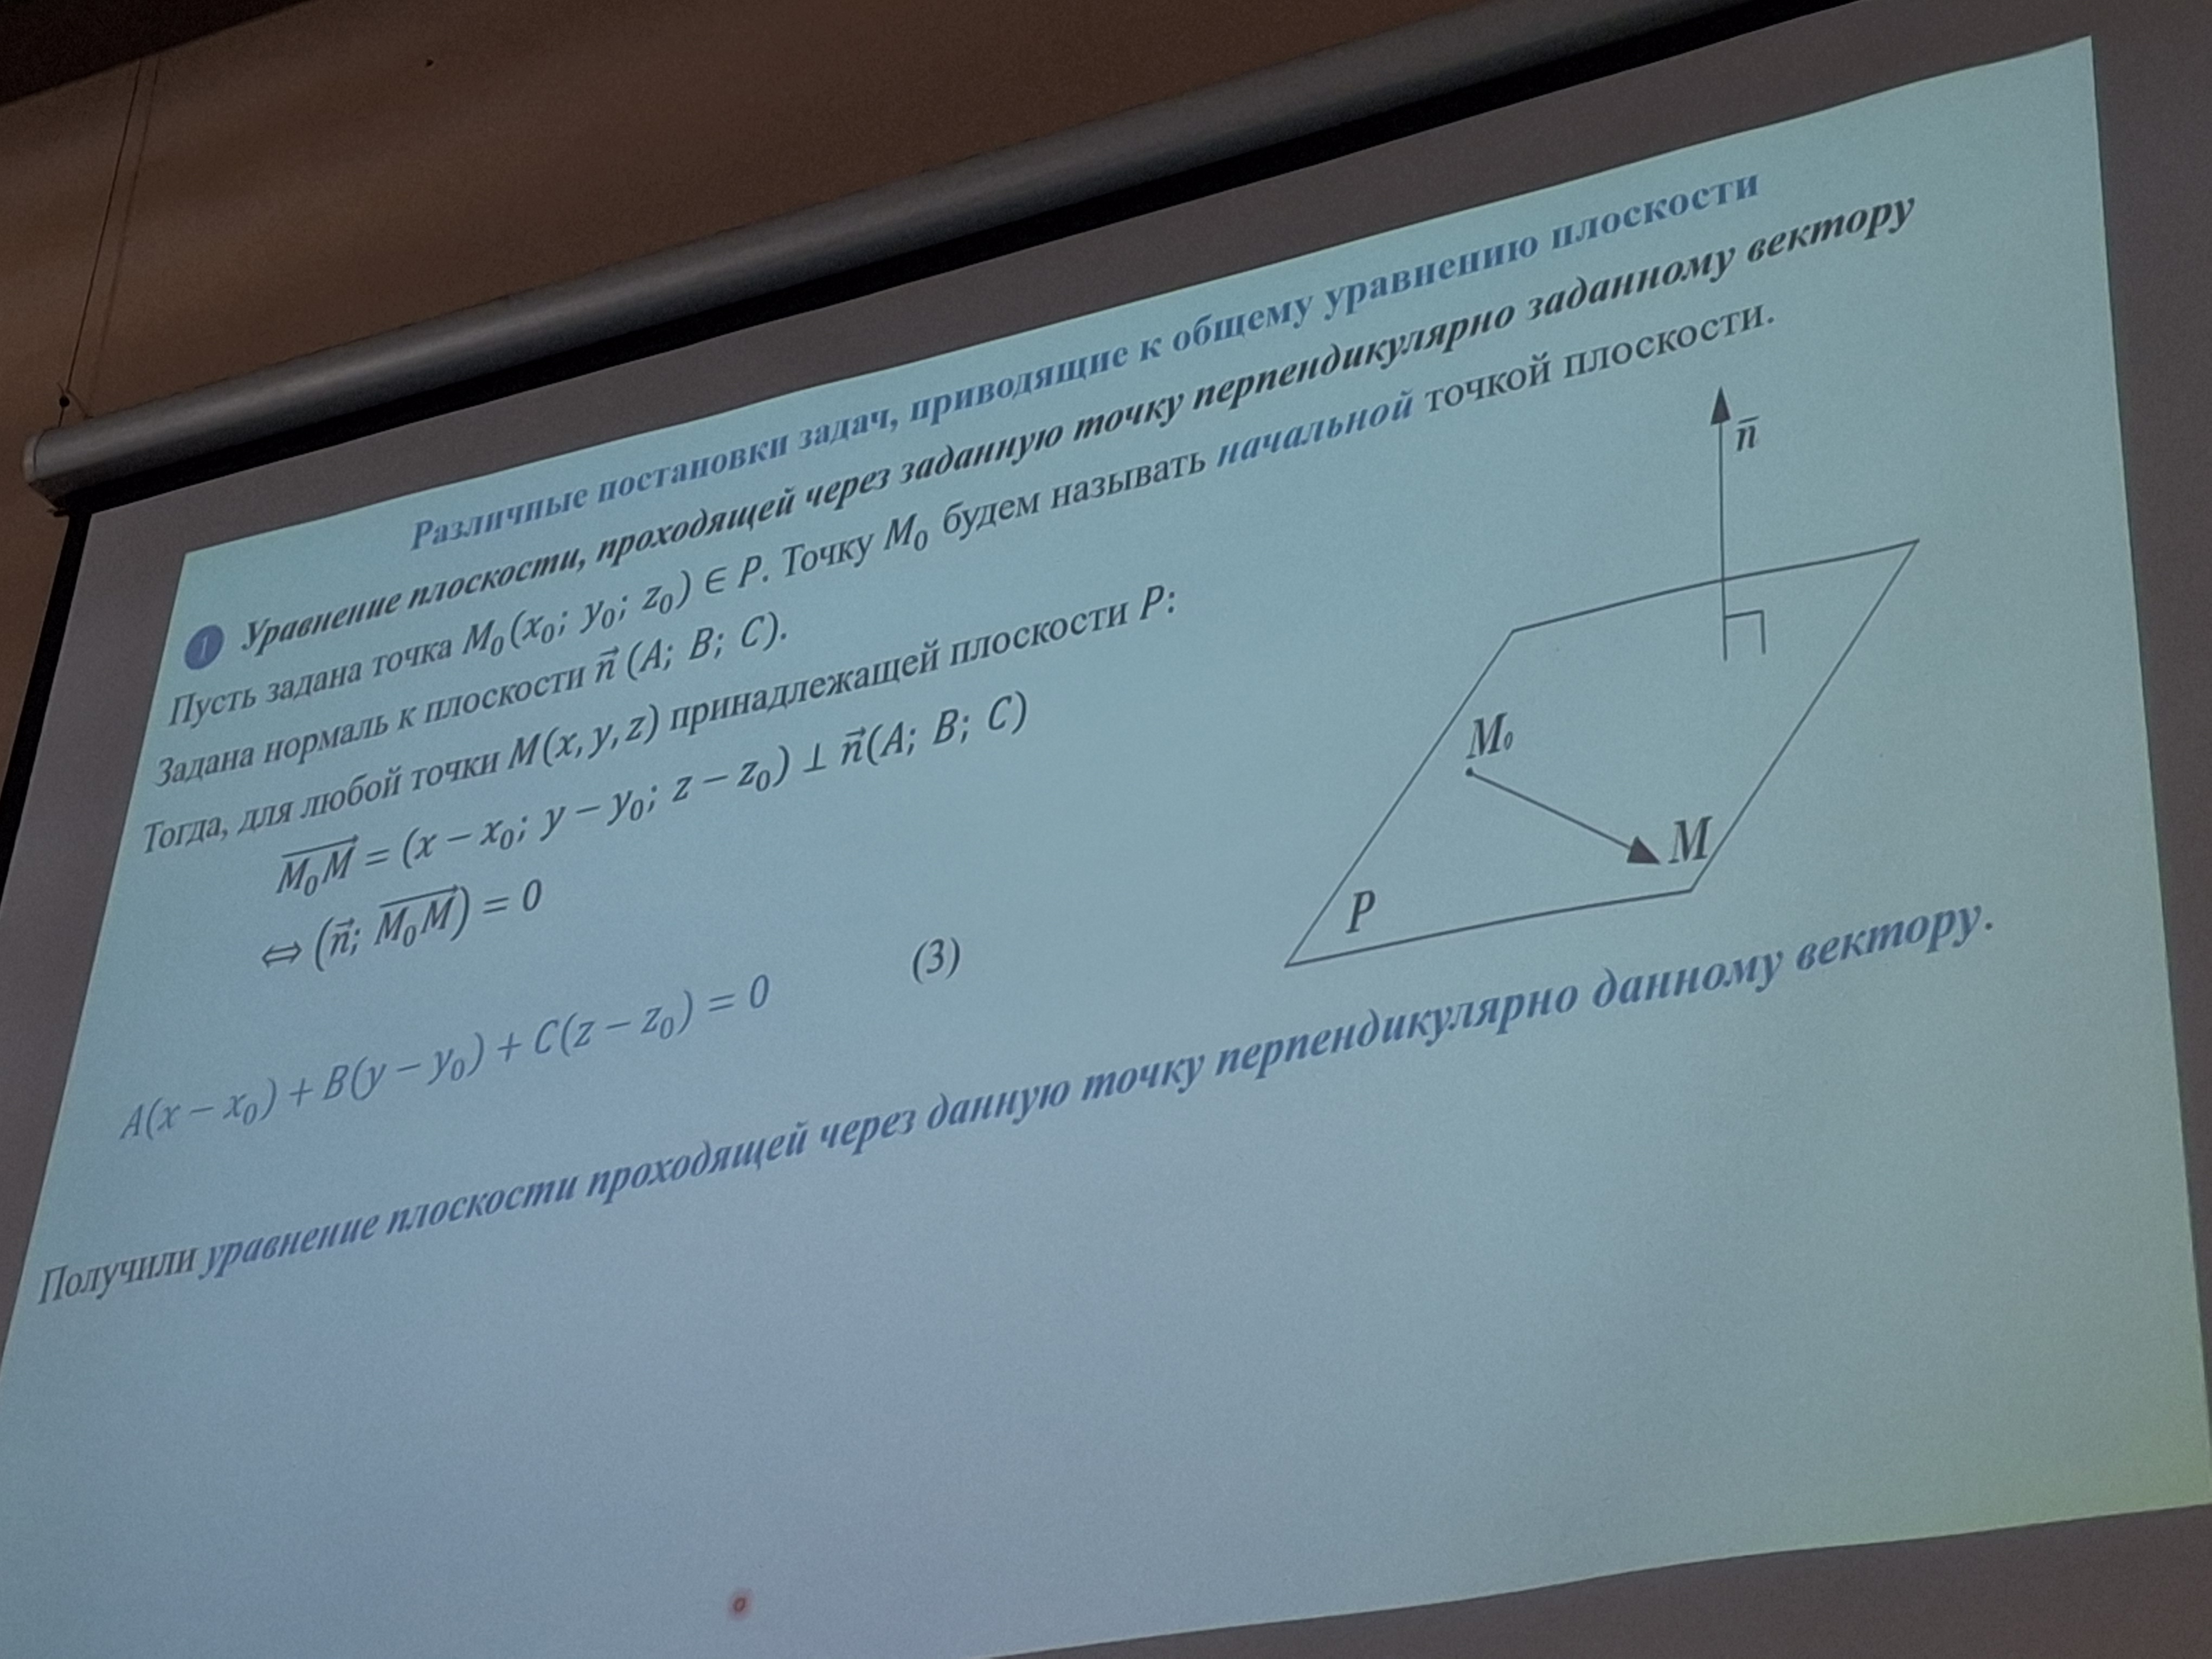 Различные постановки задач, приводящие к общему уравнению плоскости
1 Уравнение плоскости, проходящей через заданную точку перпендикулярно заданному вектору
Пусть задана точка M₀(x₀; y₀; z₀) ∈ P. Точку M₀ будем называть начальной точкой плоскости.
Задана нормаль к плоскости n⃗ (A; B; C).
Тогда, для любой точки M(x, y, z) принадлежащей плоскости P:
M₀M⃗ = (x − x₀; y − y₀; z − z₀) ⊥ n⃗(A; B; C)
⇔ (n⃗; M₀M⃗) = 0
A(x − x₀) + B(y − y₀) + C(z − z₀) = 0 (3)
n̄
M₀
M
P
Получили уравнение плоскости проходящей через данную точку перпендикулярно данному вектору.